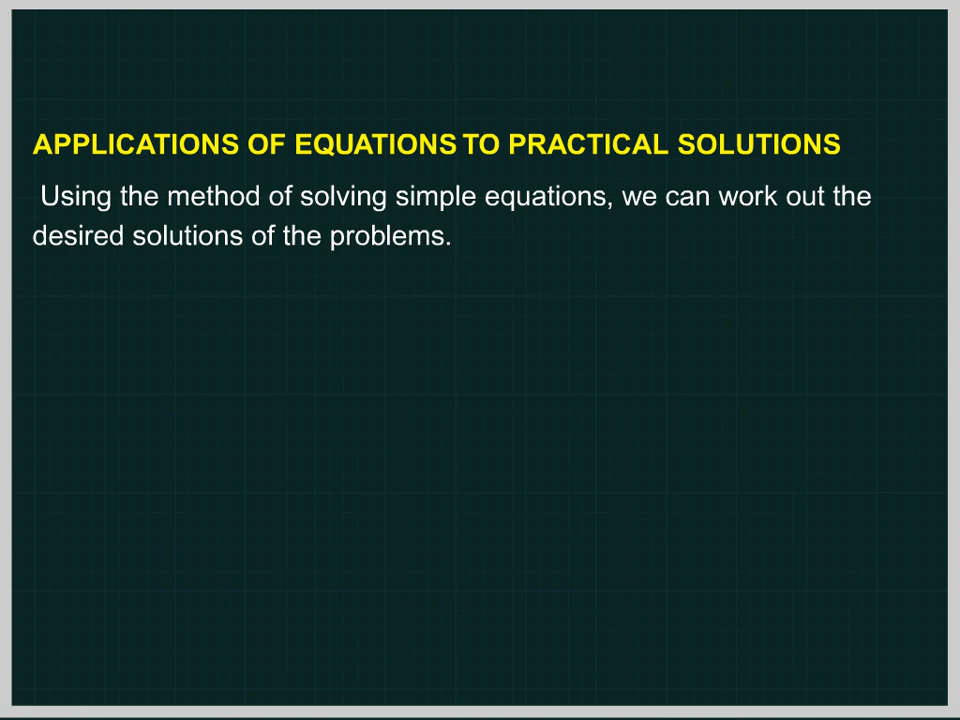 APPLICATIONS OF EQUATIONS TO PRACTICAL SOLUTIONS
Using the method of solving simple equations, we can work out the
desired solutions of the problems.